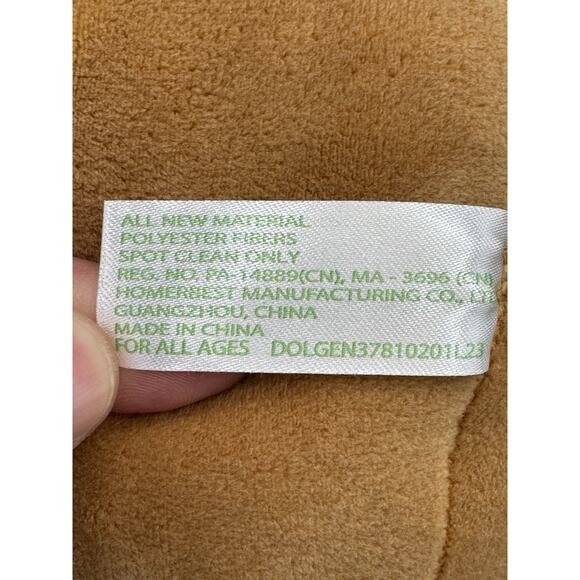 ALL NEW MATERIAL
POLYESTER FIBERS
SPOT CLEAN ONLY
REG. NO. PA-14889(CN), MA - 3696 (CN)
HOMERBEST MANUFACTURING CO., LTD
GUANGZHOU, CHINA
MADE IN CHINA
FOR ALL AGES DOLGEN37810201L23